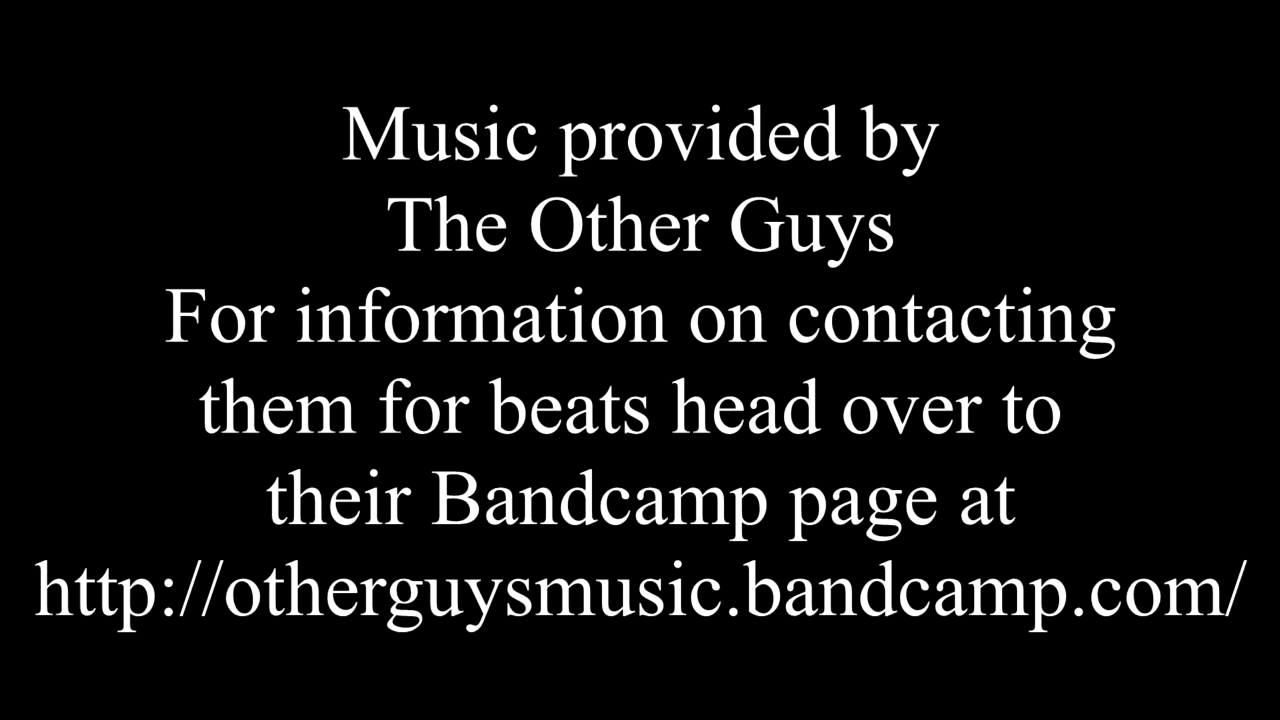 Music provided by
The Other Guys
For information on contacting
them for beats head over to
their Bandcamp page at
http://otherguysmusic.bandcamp.com/